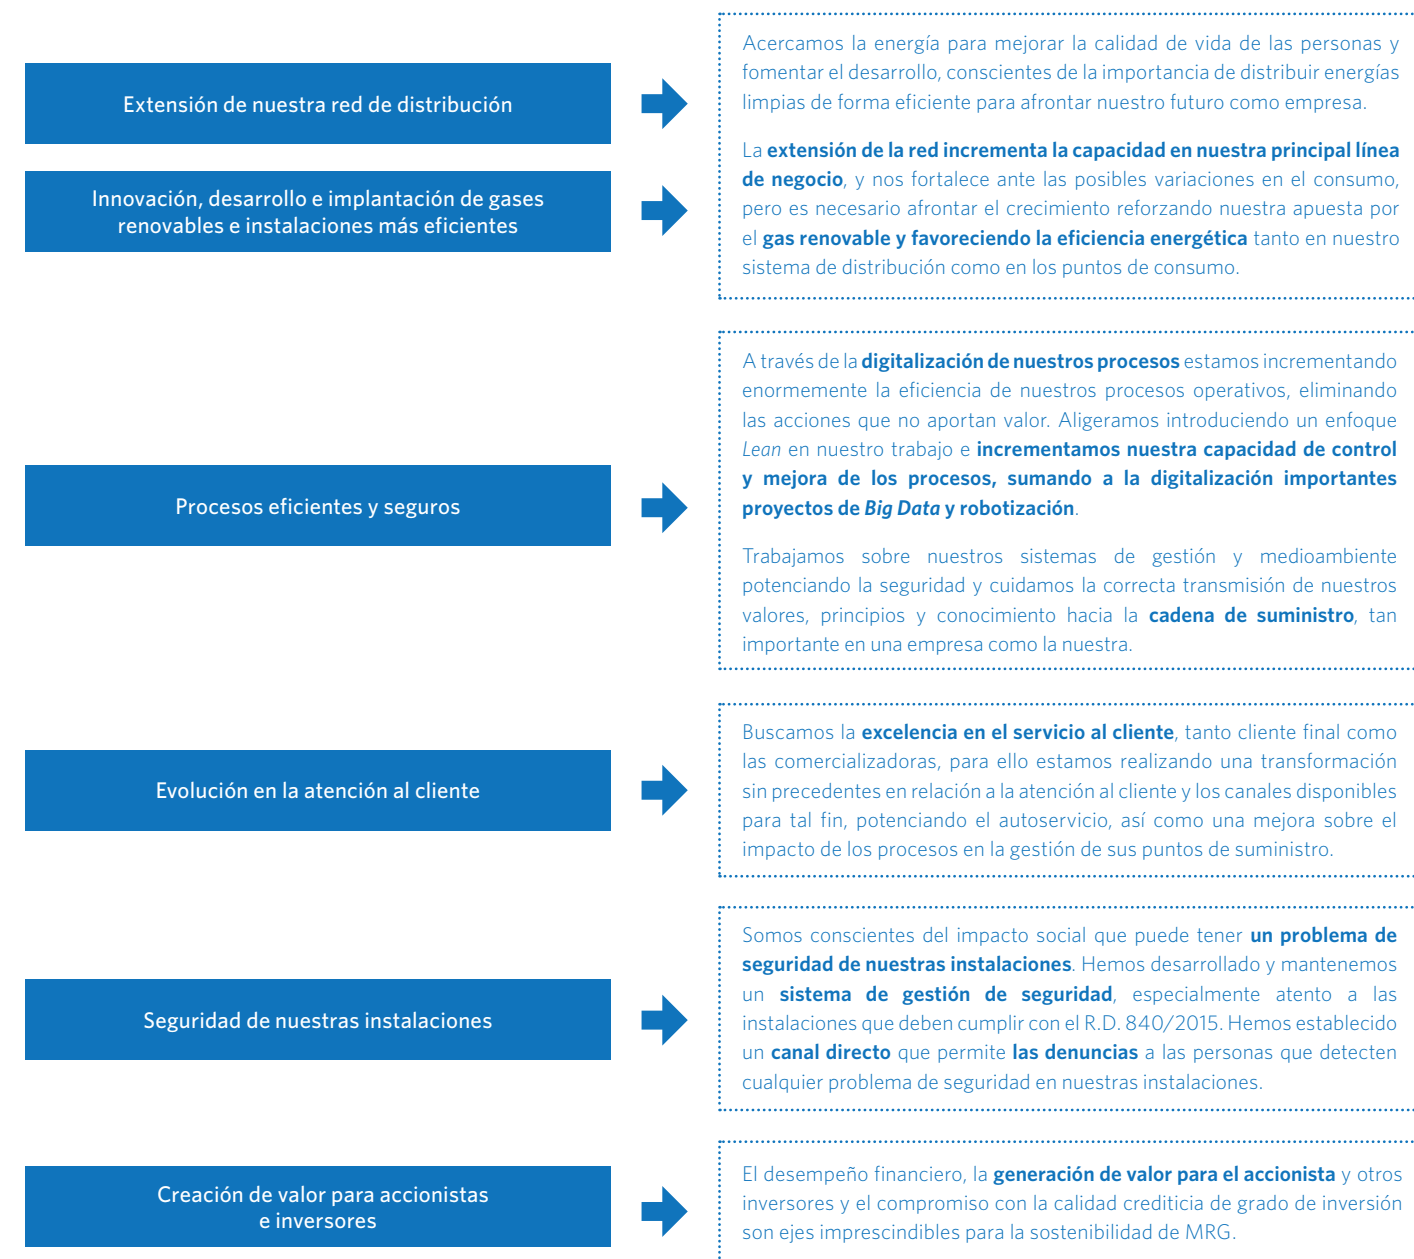 Extensión de nuestra red de distribución
Innovación, desarrollo e implantación de gases
renovables e instalaciones más eficientes
Acercamos la energía para mejorar la calidad de vida de las personas y
fomentar el desarrollo, conscientes de la importancia de distribuir energías
limpias de forma eficiente para afrontar nuestro futuro como empresa.
La extensión de la red incrementa la capacidad en nuestra principal línea
de negocio, y nos fortalece ante las posibles variaciones en el consumo,
pero es necesario afrontar el crecimiento reforzando nuestra apuesta por
el gas renovable y favoreciendo la eficiencia energética tanto en nuestro
sistema de distribución como en los puntos de consumo.
Procesos eficientes y seguros
A través de la digitalización de nuestros procesos estamos incrementando
enormemente la eficiencia de nuestros procesos operativos, eliminando
las acciones que no aportan valor. Aligeramos introduciendo un enfoque
Lean en nuestro trabajo e incrementamos nuestra capacidad de control
y mejora de los procesos, sumando a la digitalización importantes
proyectos de Big Data y robotización.
Trabajamos sobre nuestros sistemas de gestión y medioambiente
potenciando la seguridad y cuidamos la correcta transmisión de nuestros
valores, principios y conocimiento hacia la cadena de suministro, tan
importante en una empresa como la nuestra.
Evolución en la atención al cliente
Buscamos la excelencia en el servicio al cliente, tanto cliente final como
las comercializadoras, para ello estamos realizando una transformación
sin precedentes en relación a la atención al cliente y los canales disponibles
para tal fin, potenciando el autoservicio, así como una mejora sobre el
impacto de los procesos en la gestión de sus puntos de suministro.
Seguridad de nuestras instalaciones
Somos conscientes del impacto social que puede tener un problema de
seguridad de nuestras instalaciones. Hemos desarrollado y mantenemos
un sistema de gestión de seguridad, especialmente atento a las
instalaciones que deben cumplir con el R.D. 840/2015. Hemos establecido
un canal directo que permite las denuncias a las personas que detecten
cualquier problema de seguridad en nuestras instalaciones.
Creación de valor para accionistas
e inversores
El desempeño financiero, la generación de valor para el accionista y otros
inversores y el compromiso con la calidad crediticia de grado de inversión
son ejes imprescindibles para la sostenibilidad de MRG.